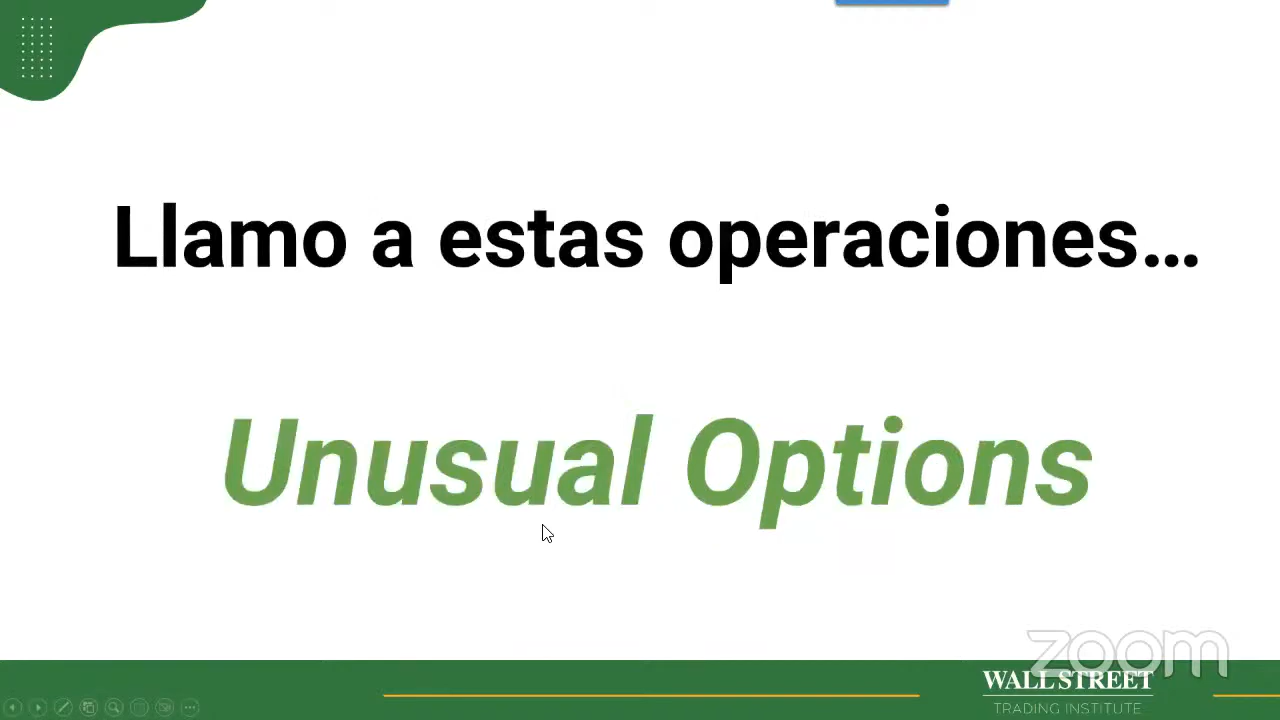 Llamo a estas operaciones...
Unusual Options
zoom
WALL STREET
TRADING INSTITUTE